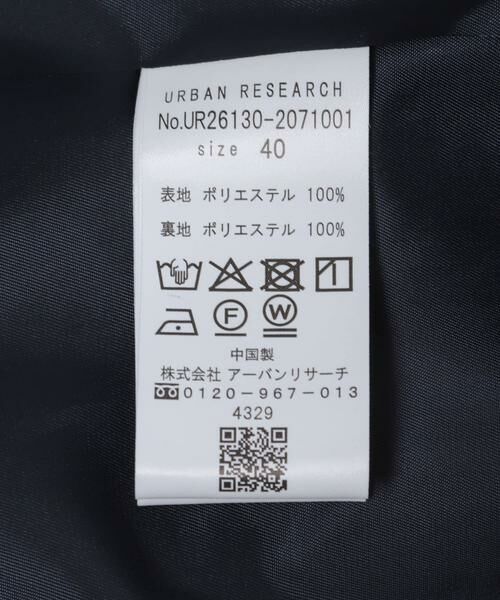 URBAN RESEARCH
No.UR26130-2071001
size 40
表地 ポリエステル 100%
裏地 ポリエステル 100%
F W
中国製
株式会社 アーバンリサーチ
0120-967-013
4329